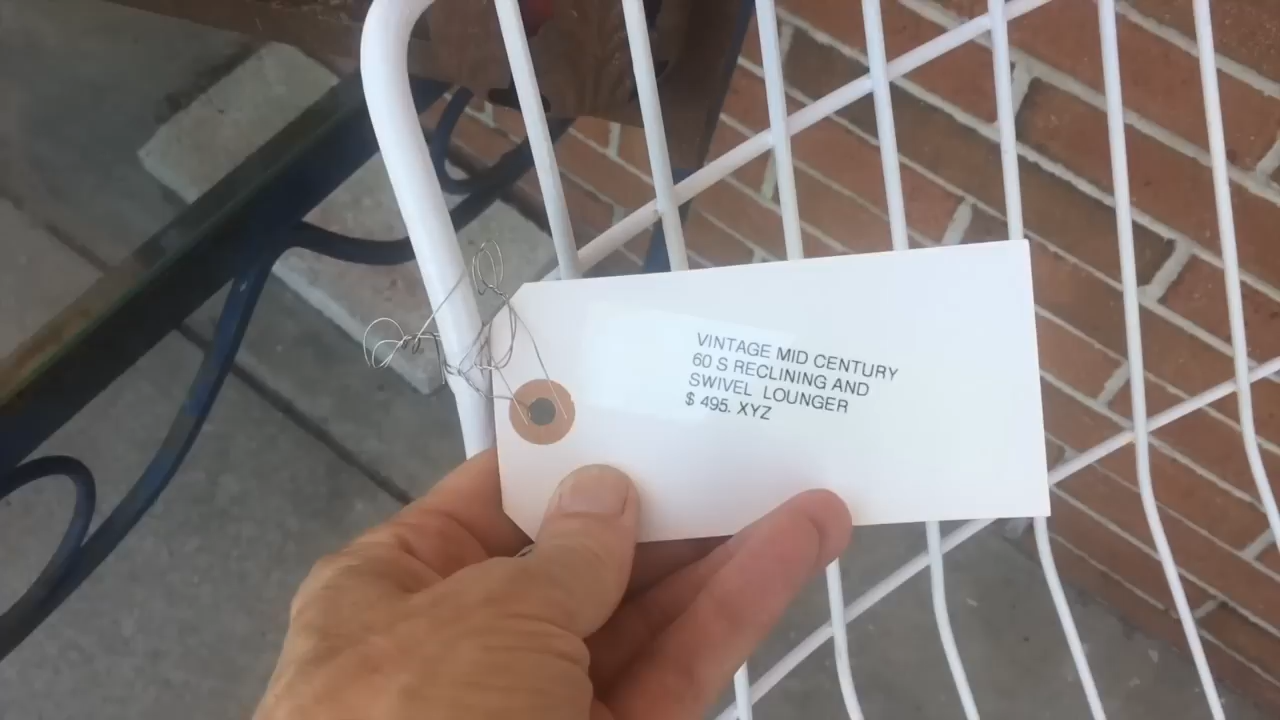 VINTAGE MID CENTURY
60 S RECLINING AND
SWIVEL LOUNGER
$ 495. XYZ